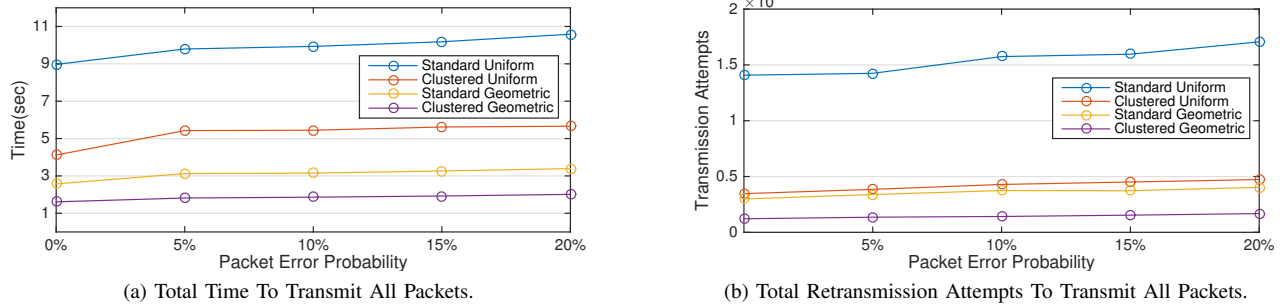 11
9
7
5
3
1
Time(sec)
Standard Uniform
Clustered Uniform
Standard Geometric
Clustered Geometric
0%
5%
10%
15%
20%
Packet Error Probability
(a) Total Time To Transmit All Packets.
2
1.5
1
0.5
0
Transmission Attempts
Standard Uniform
Clustered Uniform
Standard Geometric
Clustered Geometric
5%
10%
15%
20%
Packet Error Probability
(b) Total Retransmission Attempts To Transmit All Packets.